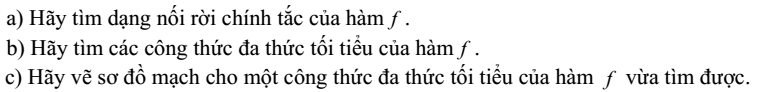 a) Hãy tìm dạng nối rời chính tắc của hàm f .
b) Hãy tìm các công thức đa thức tối tiểu của hàm f .
c) Hãy vẽ sơ đồ mạch cho một công thức đa thức tối tiểu của hàm f vừa tìm được.